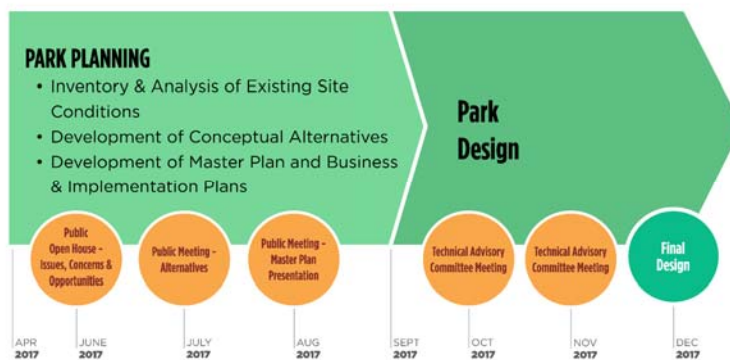 PARK PLANNING
• Inventory & Analysis of Existing Site
Conditions
• Development of Conceptual Alternatives
• Development of Master Plan and Business
& Implementation Plans
Park
Design
Public
Open House –
Issues, Concerns &
Opportunities
Public Meeting –
Alternatives
Public Meeting –
Master Plan
Presentation
Technical Advisory
Committee Meeting
Technical Advisory
Committee Meeting
Final
Design
APR
2017
JUNE
2017
JULY
2017
AUG
2017
SEPT
2017
OCT
2017
NOV
2017
DEC
2017